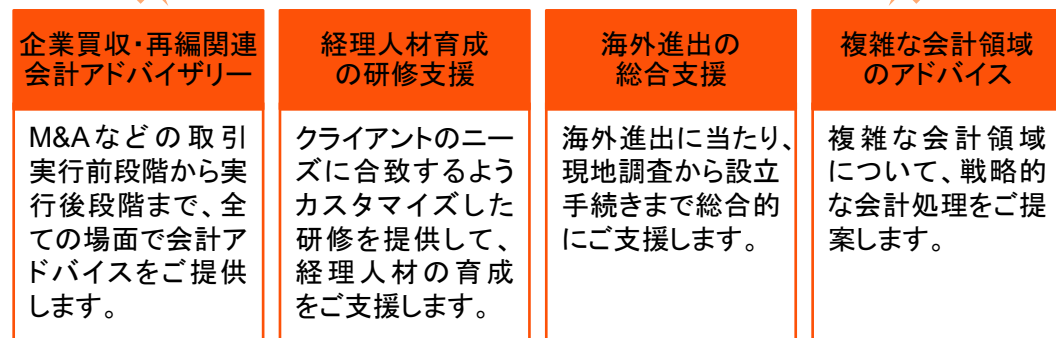 企業買収・再編関連
会計アドバイザリー
M&Aなどの取引
実行前段階から実
行後段階まで、全
ての場面で会計ア
ドバイスをご提供
します。
経理人材育成
の研修支援
クライアントのニー
ズに合致するよう
カスタマイズした
研修を提供して、
経理人材の育成
をご支援します。
海外進出の
総合支援
海外進出に当たり、
現地調査から設立
手続きまで総合的
にご支援します。
複雑な会計領域
のアドバイス
複雑な会計領域
について、戦略的
な会計処理をご提
案します。